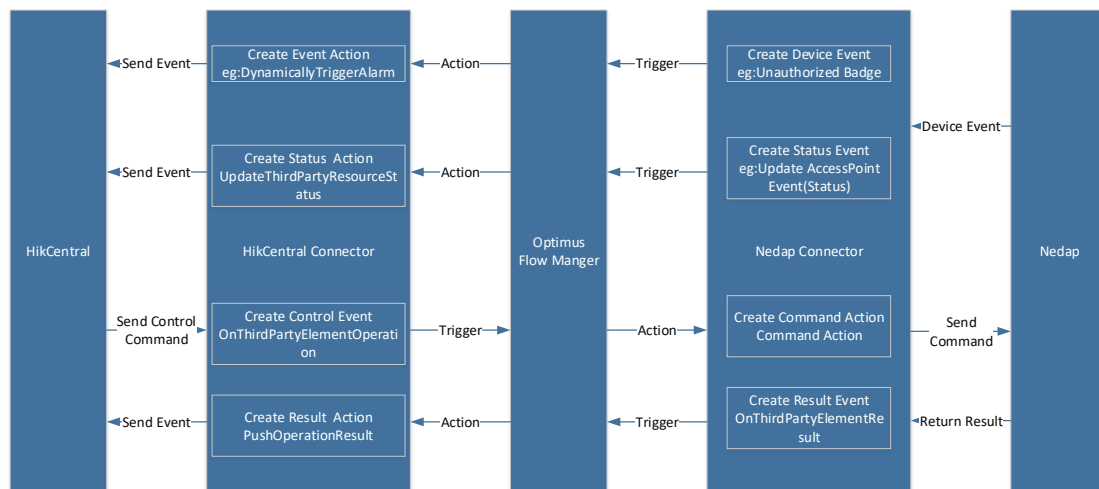 Create Event Action
eg:DynamicallyTriggerAlarm
Create Device Event
eg:Unauthorized Badge
Send Event
Action
Trigger
Device Event
Create Status  Action
UpdateThirdPartyResourceSt
atus
Create Status Event
eg:Update AccessPoint
Event(Status)
Send Event
Action
Trigger
HikCentral
HikCentral Connector
Optimus
Flow Manger
Nedap Connector
Nedap
Send Control
Command
Create Control Event
OnThirdPartyElementOperati
on
Trigger
Action
Create Command Action
Command Action
Send
Command
Send Event
Create Result  Action
PushOperationResult
Action
Trigger
Create Result Event
OnThirdPartyElementRe
sult
Return Result